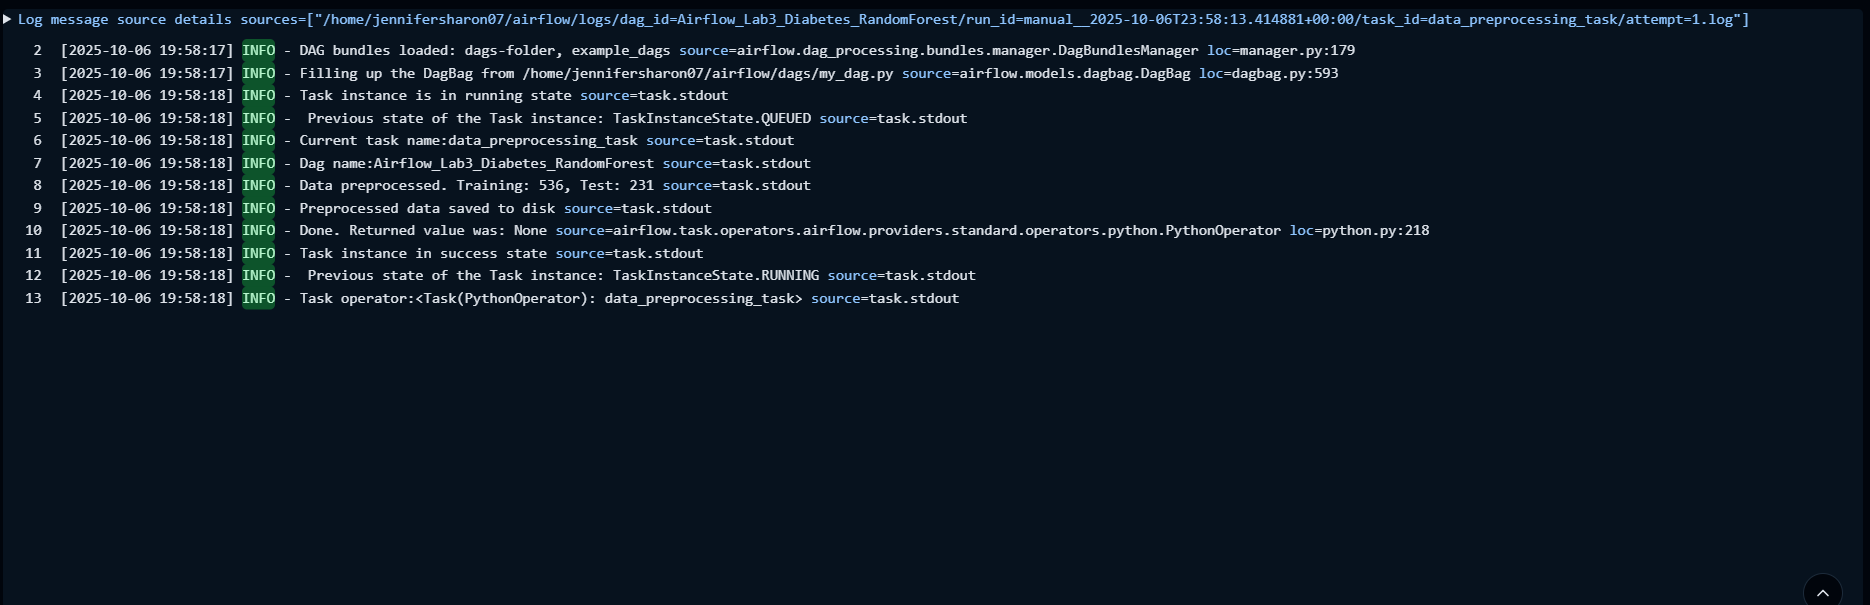 Log message source details sources=["/home/jennifersharon07/airflow/logs/dag_id=Airflow_Lab3_Diabetes_RandomForest/run_id=manual__2025-10-06T23:58:13.414881+00:00/task_id=data_preprocessing_task/attempt=1.log"]
2 [2025-10-06 19:58:17] INFO - DAG bundles loaded: dags-folder, example_dags source=airflow.dag_processing.bundles.manager.DagBundlesManager loc=manager.py:179
3 [2025-10-06 19:58:17] INFO - Filling up the DagBag from /home/jennifersharon07/airflow/dags/my_dag.py source=airflow.models.dagbag.DagBag loc=dagbag.py:593
4 [2025-10-06 19:58:18] INFO - Task instance is in running state source=task.stdout
5 [2025-10-06 19:58:18] INFO -  Previous state of the Task instance: TaskInstanceState.QUEUED source=task.stdout
6 [2025-10-06 19:58:18] INFO - Current task name:data_preprocessing_task source=task.stdout
7 [2025-10-06 19:58:18] INFO - Dag name:Airflow_Lab3_Diabetes_RandomForest source=task.stdout
8 [2025-10-06 19:58:18] INFO - Data preprocessed. Training: 536, Test: 231 source=task.stdout
9 [2025-10-06 19:58:18] INFO - Preprocessed data saved to disk source=task.stdout
10 [2025-10-06 19:58:18] INFO - Done. Returned value was: None source=airflow.task.operators.airflow.providers.standard.operators.python.PythonOperator loc=python.py:218
11 [2025-10-06 19:58:18] INFO - Task instance in success state source=task.stdout
12 [2025-10-06 19:58:18] INFO -  Previous state of the Task instance: TaskInstanceState.RUNNING source=task.stdout
13 [2025-10-06 19:58:18] INFO - Task operator:<Task(PythonOperator): data_preprocessing_task> source=task.stdout